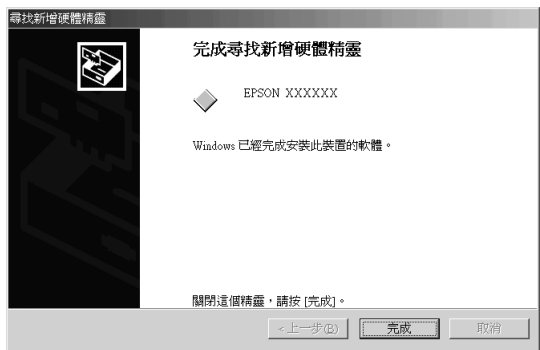 尋找新增硬體精靈
完成尋找新增硬體精靈
EPSON XXXXXX
Windows 已經完成安裝此裝置的軟體。
關閉這個精靈，請按 [完成]。
<上一步(B)
完成
取消